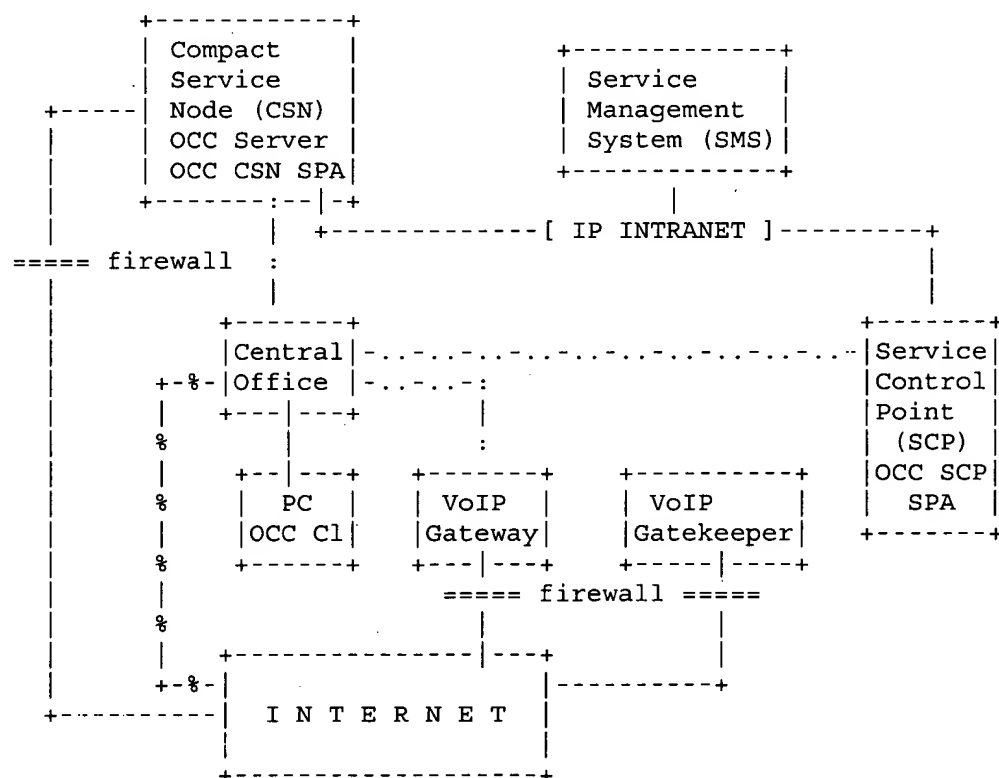 Compact
Service
Node (CSN)
OCC Server
OCC CSN SPA
Service
Management
System (SMS)
[ IP INTRANET ]
===== firewall
Central
Office
Service
Control
Point
(SCP)
OCC SCP
SPA
PC
OCC Cl
VoIP
Gateway
VoIP
Gatekeeper
===== firewall =====
I N T E R N E T